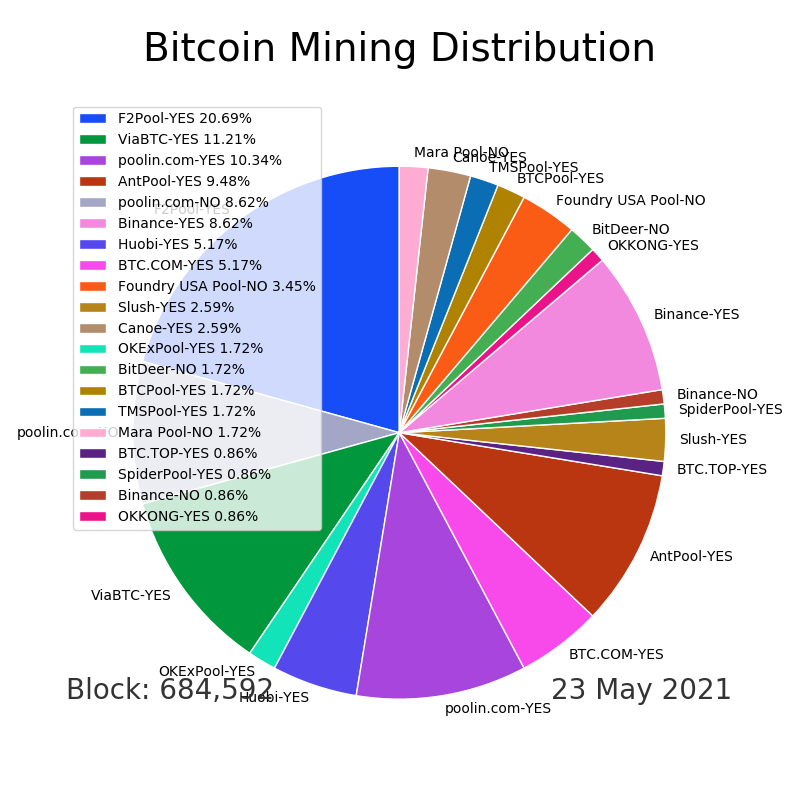 Bitcoin Mining Distribution
F2Pool-YES 20.69%
ViaBTC-YES 11.21%
poolin.com-YES 10.34%
AntPool-YES 9.48%
poolin.com-NO 8.62%
Binance-YES 8.62%
Huobi-YES 5.17%
BTC.COM-YES 5.17%
Foundry USA Pool-NO 3.45%
Slush-YES 2.59%
Canoe-YES 2.59%
OKExPool-YES 1.72%
BitDeer-NO 1.72%
BTCPool-YES 1.72%
TMSPool-YES 1.72%
Mara Pool-NO 1.72%
BTC.TOP-YES 0.86%
SpiderPool-YES 0.86%
Binance-NO 0.86%
OKKONG-YES 0.86%
Mara Pool-NO
Canoe-YES
TMSPool-YES
BTCPool-YES
Foundry USA Pool-NO
BitDeer-NO
OKKONG-YES
Binance-YES
Binance-NO
SpiderPool-YES
Slush-YES
BTC.TOP-YES
AntPool-YES
BTC.COM-YES
poolin.com-YES
Huobi-YES
OKExPool-YES
ViaBTC-YES
poolin.com-NO
F2Pool-YES
Block: 684,592
23 May 2021